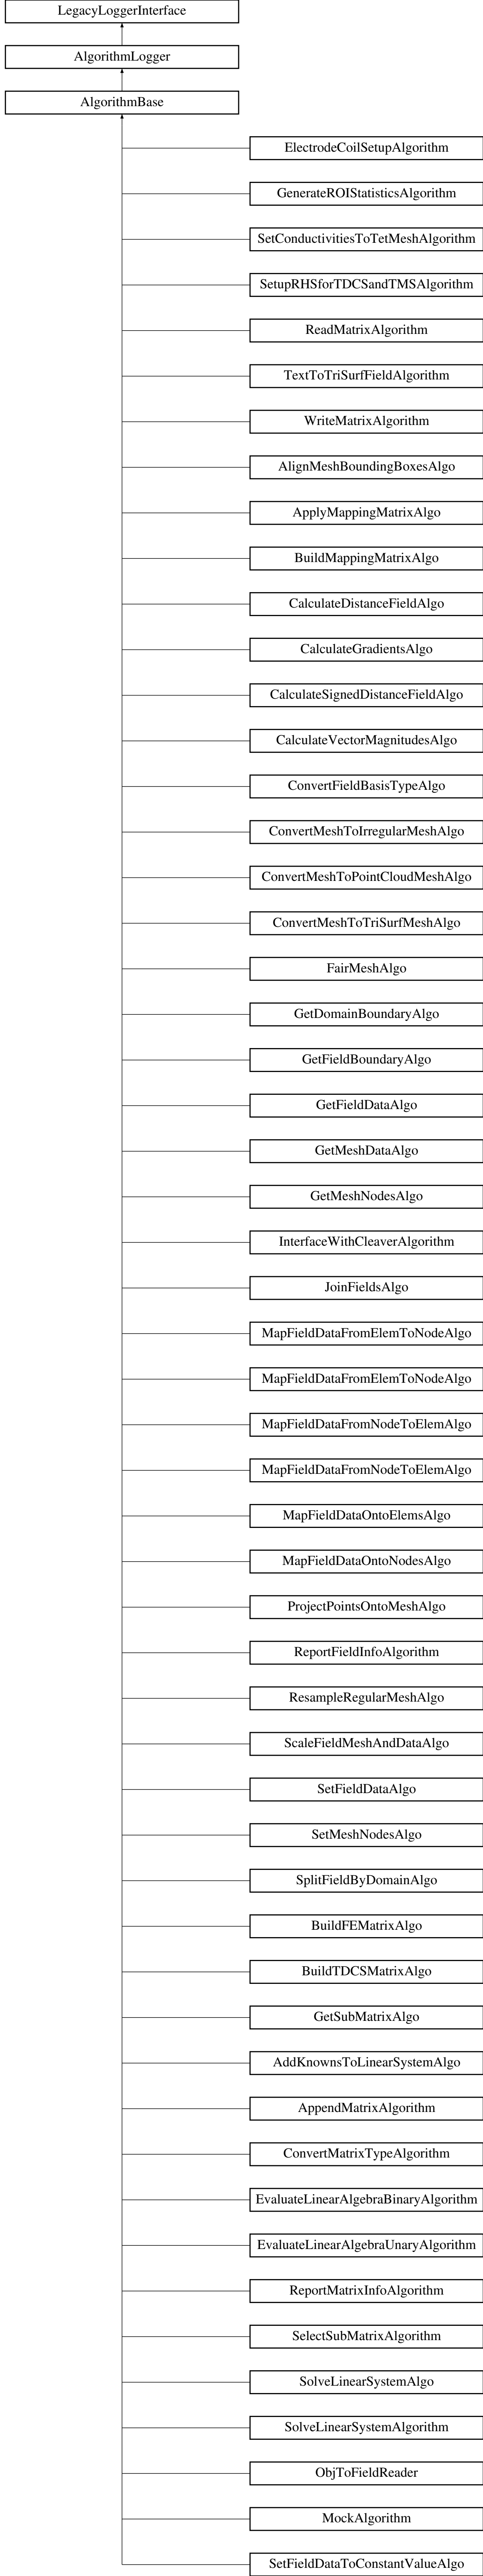 LegacyLoggerInterface
AlgorithmLogger
AlgorithmBase
ElectrodeCoilSetupAlgorithm
GenerateROIStatisticsAlgorithm
SetConductivitiesToTetMeshAlgorithm
SetupRHSforTDCSandTMSAlgorithm
ReadMatrixAlgorithm
TextToTriSurfFieldAlgorithm
WriteMatrixAlgorithm
AlignMeshBoundingBoxesAlgo
ApplyMappingMatrixAlgo
BuildMappingMatrixAlgo
CalculateDistanceFieldAlgo
CalculateGradientsAlgo
CalculateSignedDistanceFieldAlgo
CalculateVectorMagnitudesAlgo
ConvertFieldBasisTypeAlgo
ConvertMeshToIrregularMeshAlgo
ConvertMeshToPointCloudMeshAlgo
ConvertMeshToTriSurfMeshAlgo
FairMeshAlgo
GetDomainBoundaryAlgo
GetFieldBoundaryAlgo
GetFieldDataAlgo
GetMeshDataAlgo
GetMeshNodesAlgo
InterfaceWithCleaverAlgorithm
JoinFieldsAlgo
MapFieldDataFromElemToNodeAlgo
MapFieldDataFromElemToNodeAlgo
MapFieldDataFromNodeToElemAlgo
MapFieldDataFromNodeToElemAlgo
MapFieldDataOntoElemsAlgo
MapFieldDataOntoNodesAlgo
ProjectPointsOntoMeshAlgo
ReportFieldInfoAlgorithm
ResampleRegularMeshAlgo
ScaleFieldMeshAndDataAlgo
SetFieldDataAlgo
SetMeshNodesAlgo
SplitFieldByDomainAlgo
BuildFEMatrixAlgo
BuildTDCSMatrixAlgo
GetSubMatrixAlgo
AddKnownsToLinearSystemAlgo
AppendMatrixAlgorithm
ConvertMatrixTypeAlgorithm
EvaluateLinearAlgebraBinaryAlgorithm
EvaluateLinearAlgebraUnaryAlgorithm
ReportMatrixInfoAlgorithm
SelectSubMatrixAlgorithm
SolveLinearSystemAlgo
SolveLinearSystemAlgorithm
ObjToFieldReader
MockAlgorithm
SetFieldDataToConstantValueAlgo